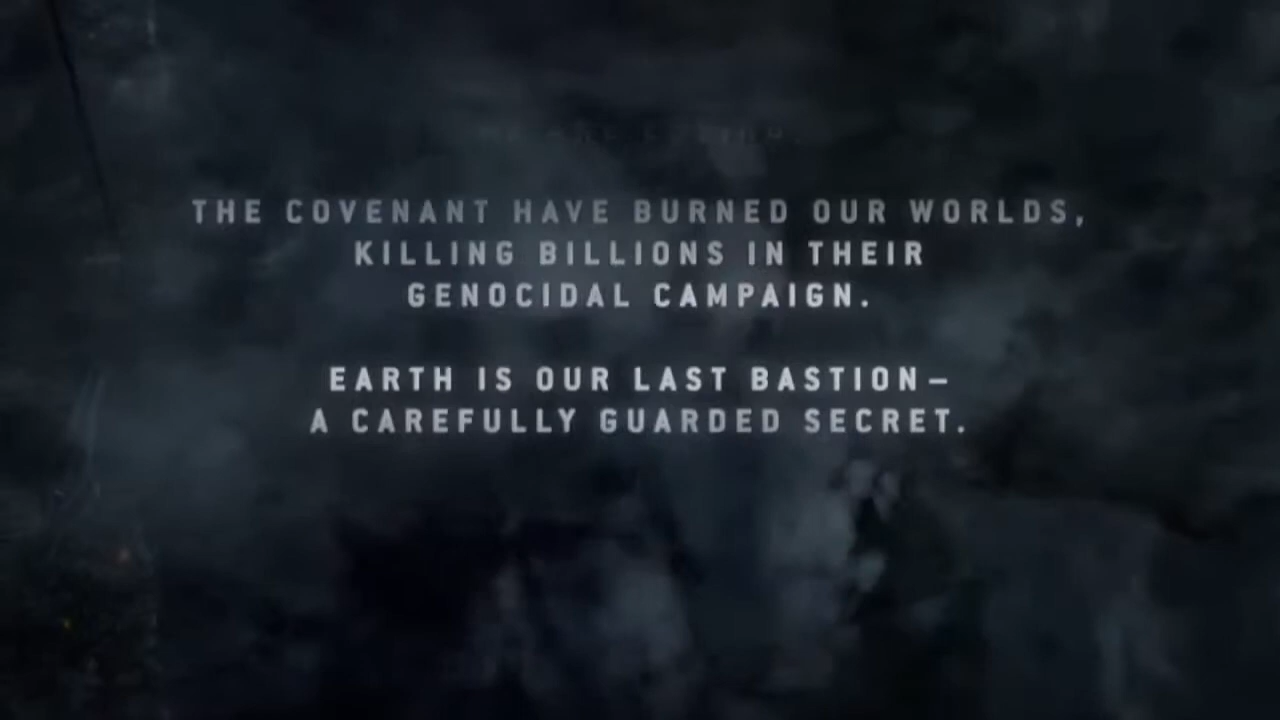 THE COVENANT HAVE BURNED OUR WORLDS,
KILLING BILLIONS IN THEIR
GENOCIDAL CAMPAIGN.
EARTH IS OUR LAST BASTION–
A CAREFULLY GUARDED SECRET.